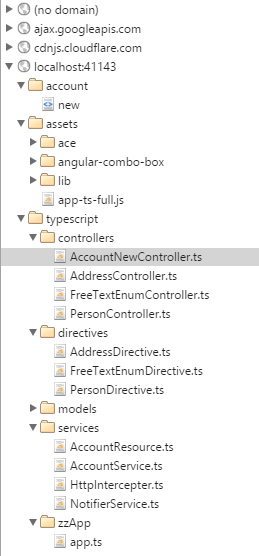 (no domain)
ajax.googleapis.com
cdnjs.cloudflare.com
localhost:41143
account
new
assets
ace
angular-combo-box
lib
app-ts-full.js
typescript
controllers
AccountNewController.ts
AddressController.ts
FreeTextEnumController.ts
PersonController.ts
directives
AddressDirective.ts
FreeTextEnumDirective.ts
PersonDirective.ts
models
services
AccountResource.ts
AccountService.ts
HttpIntercepter.ts
NotifierService.ts
zzApp
app.ts